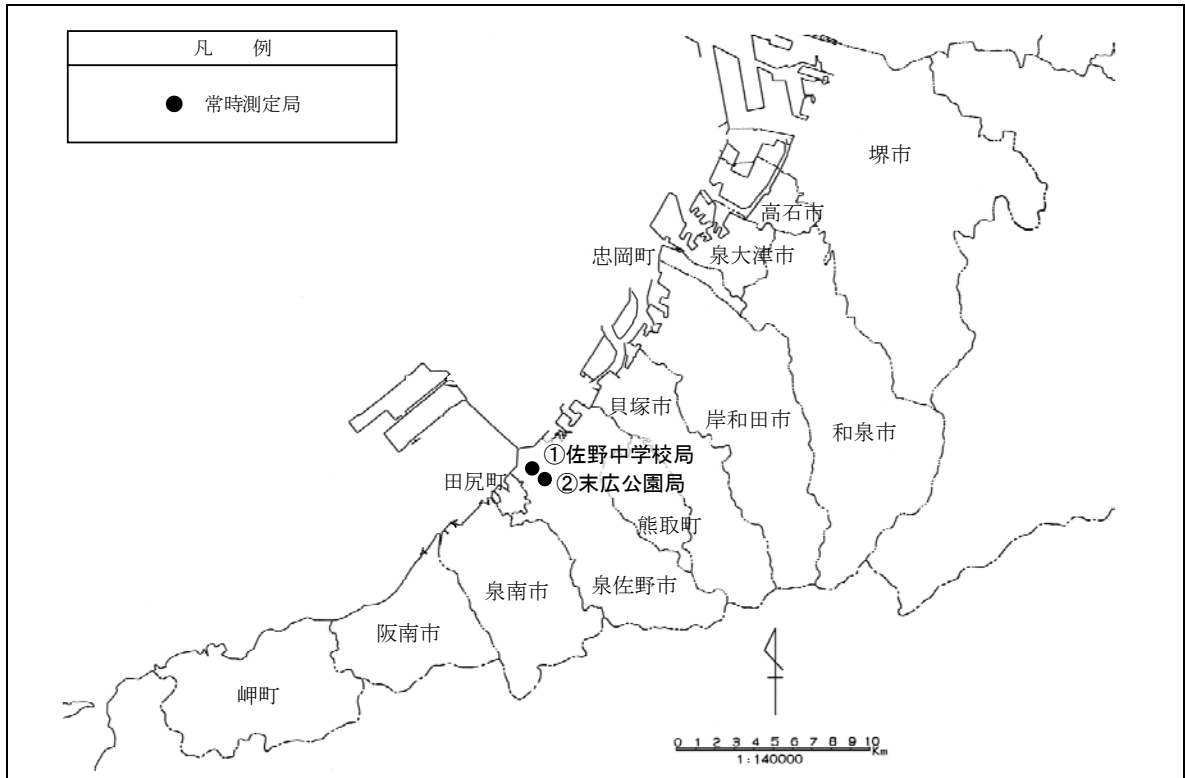 凡 例
● 常時測定局
堺市
高石市
泉大津市
忠岡町
貝塚市
岸和田市
和泉市
①佐野中学校局
②末広公園局
田尻町
熊取町
泉南市
泉佐野市
阪南市
岬町
0 1 2 3 4 5 6 7 8 9 10
Km
1:140000